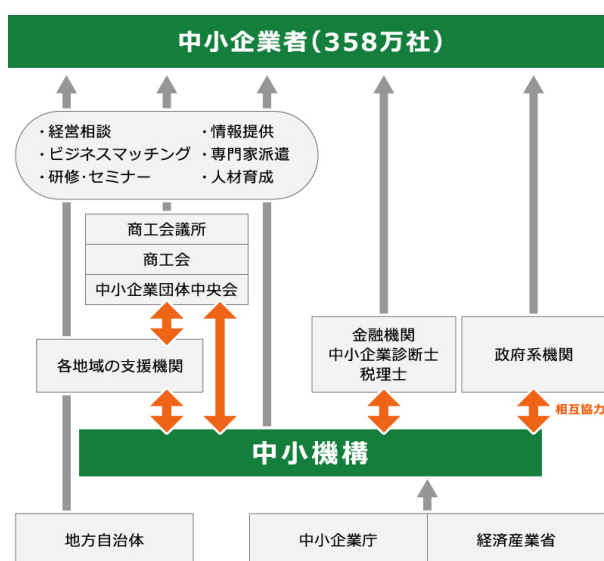 中小企業者(358万社)
・経営相談
・ビジネスマッチング
・研修・セミナー
・情報提供
・専門家派遣
・人材育成
商工会議所
商工会
中小企業団体中央会
各地域の支援機関
金融機関
中小企業診断士
税理士
政府系機関
相互協力
中小機構
地方自治体
中小企業庁
経済産業省